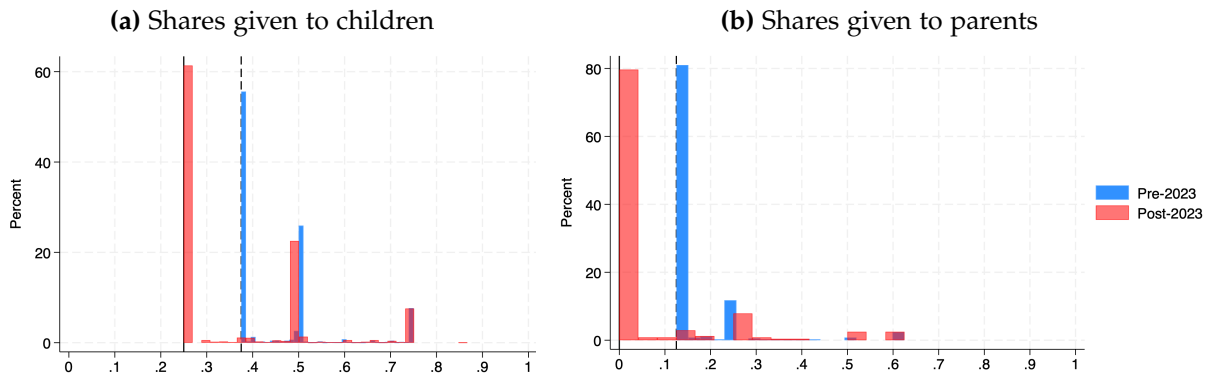 (a) Shares given to children
Percent
60
40
20
0
0 .1 .2 .3 .4 .5 .6 .7 .8 .9 1
(b) Shares given to parents
Percent
80
60
40
20
0
0 .1 .2 .3 .4 .5 .6 .7 .8 .9 1
Pre-2023
Post-2023